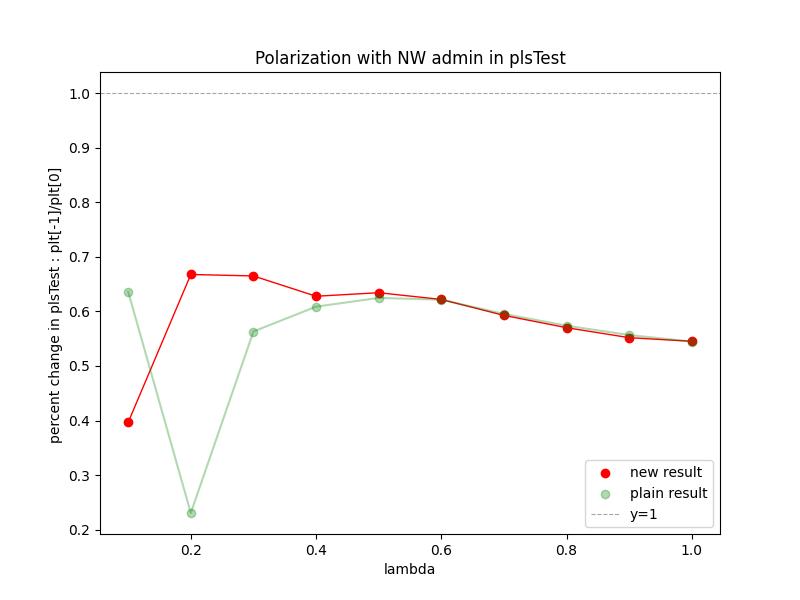 Polarization with NW admin in plsTest
percent change in plsTest : plt[-1]/plt[0]
1.0
0.9
0.8
0.7
0.6
0.5
0.4
0.3
0.2
new result
plain result
y=1
0.2 0.4 0.6 0.8 1.0
lambda